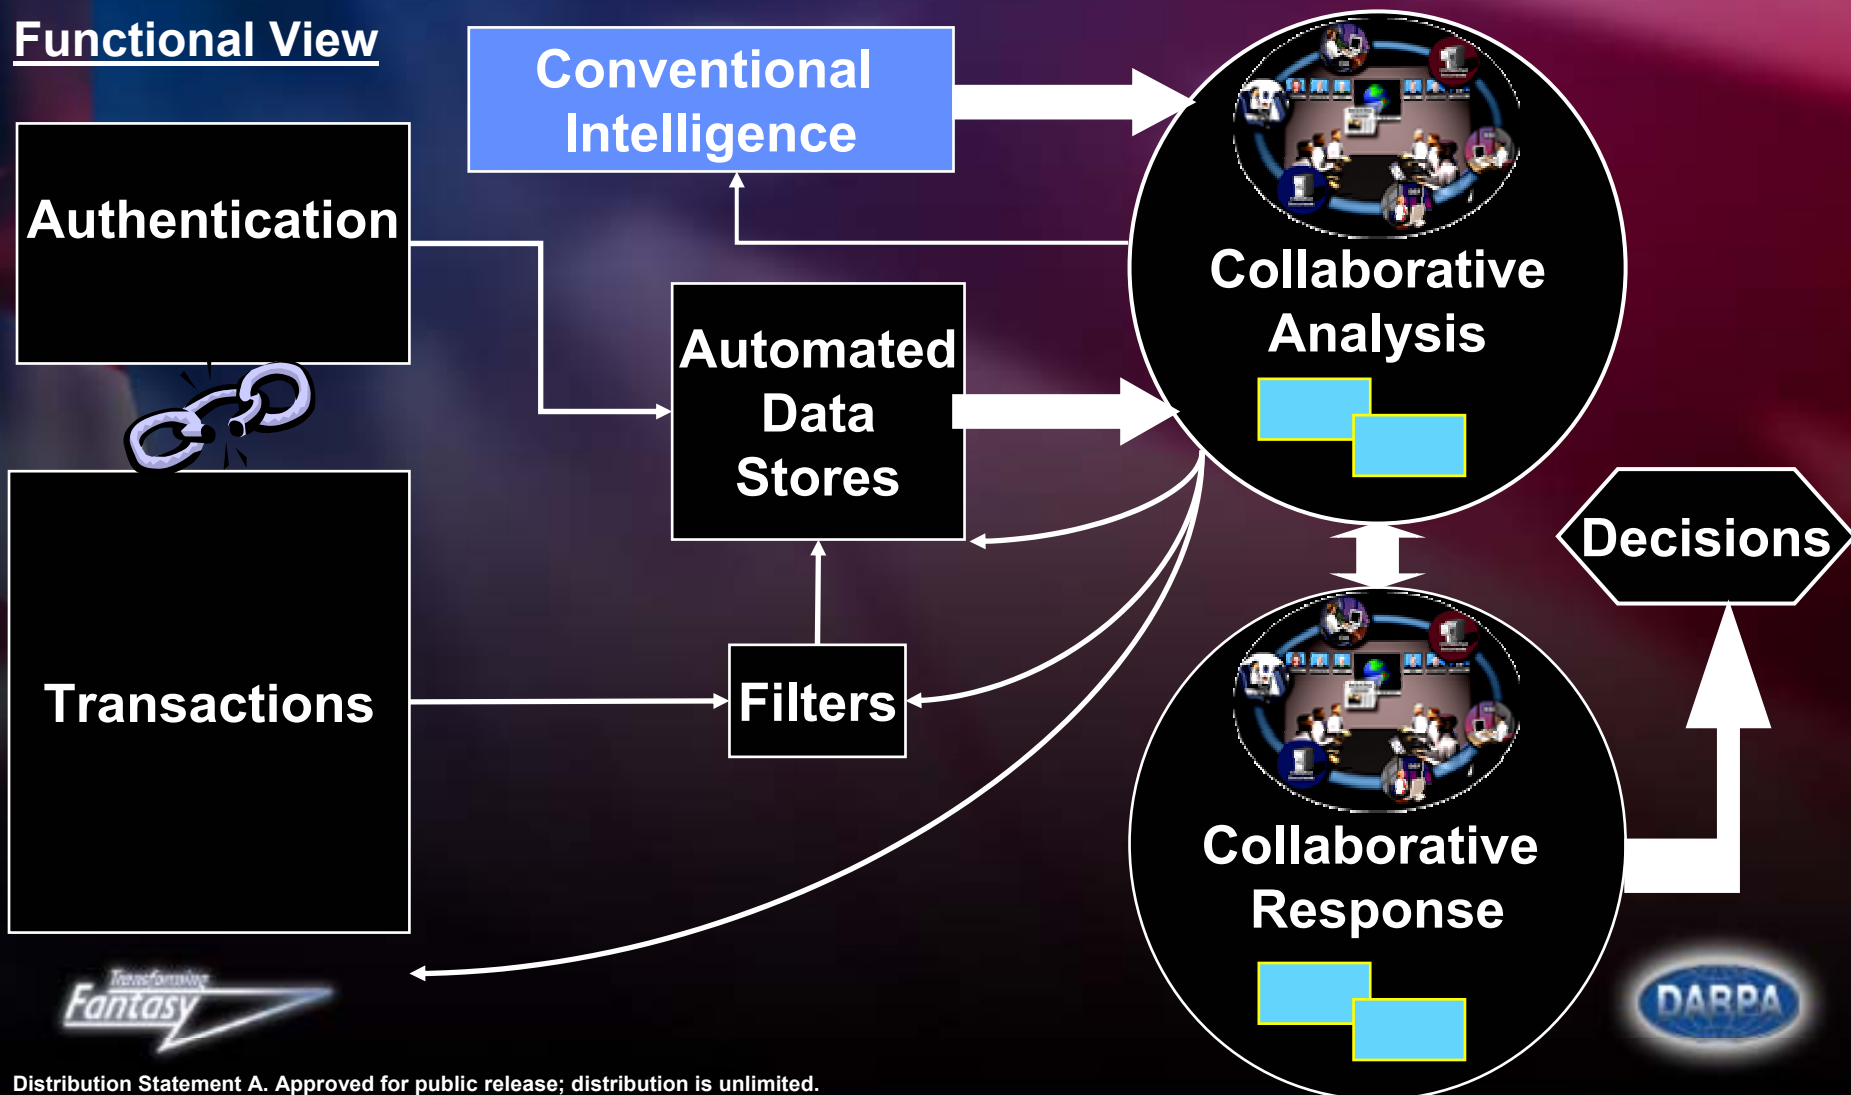 Functional View
Conventional
Intelligence
Authentication
Collaborative
Analysis
Automated
Data
Stores
Decisions
Transactions
Filters
Collaborative
Response
Transforming
Fantasy
DARPA
Distribution Statement A. Approved for public release; distribution is unlimited.